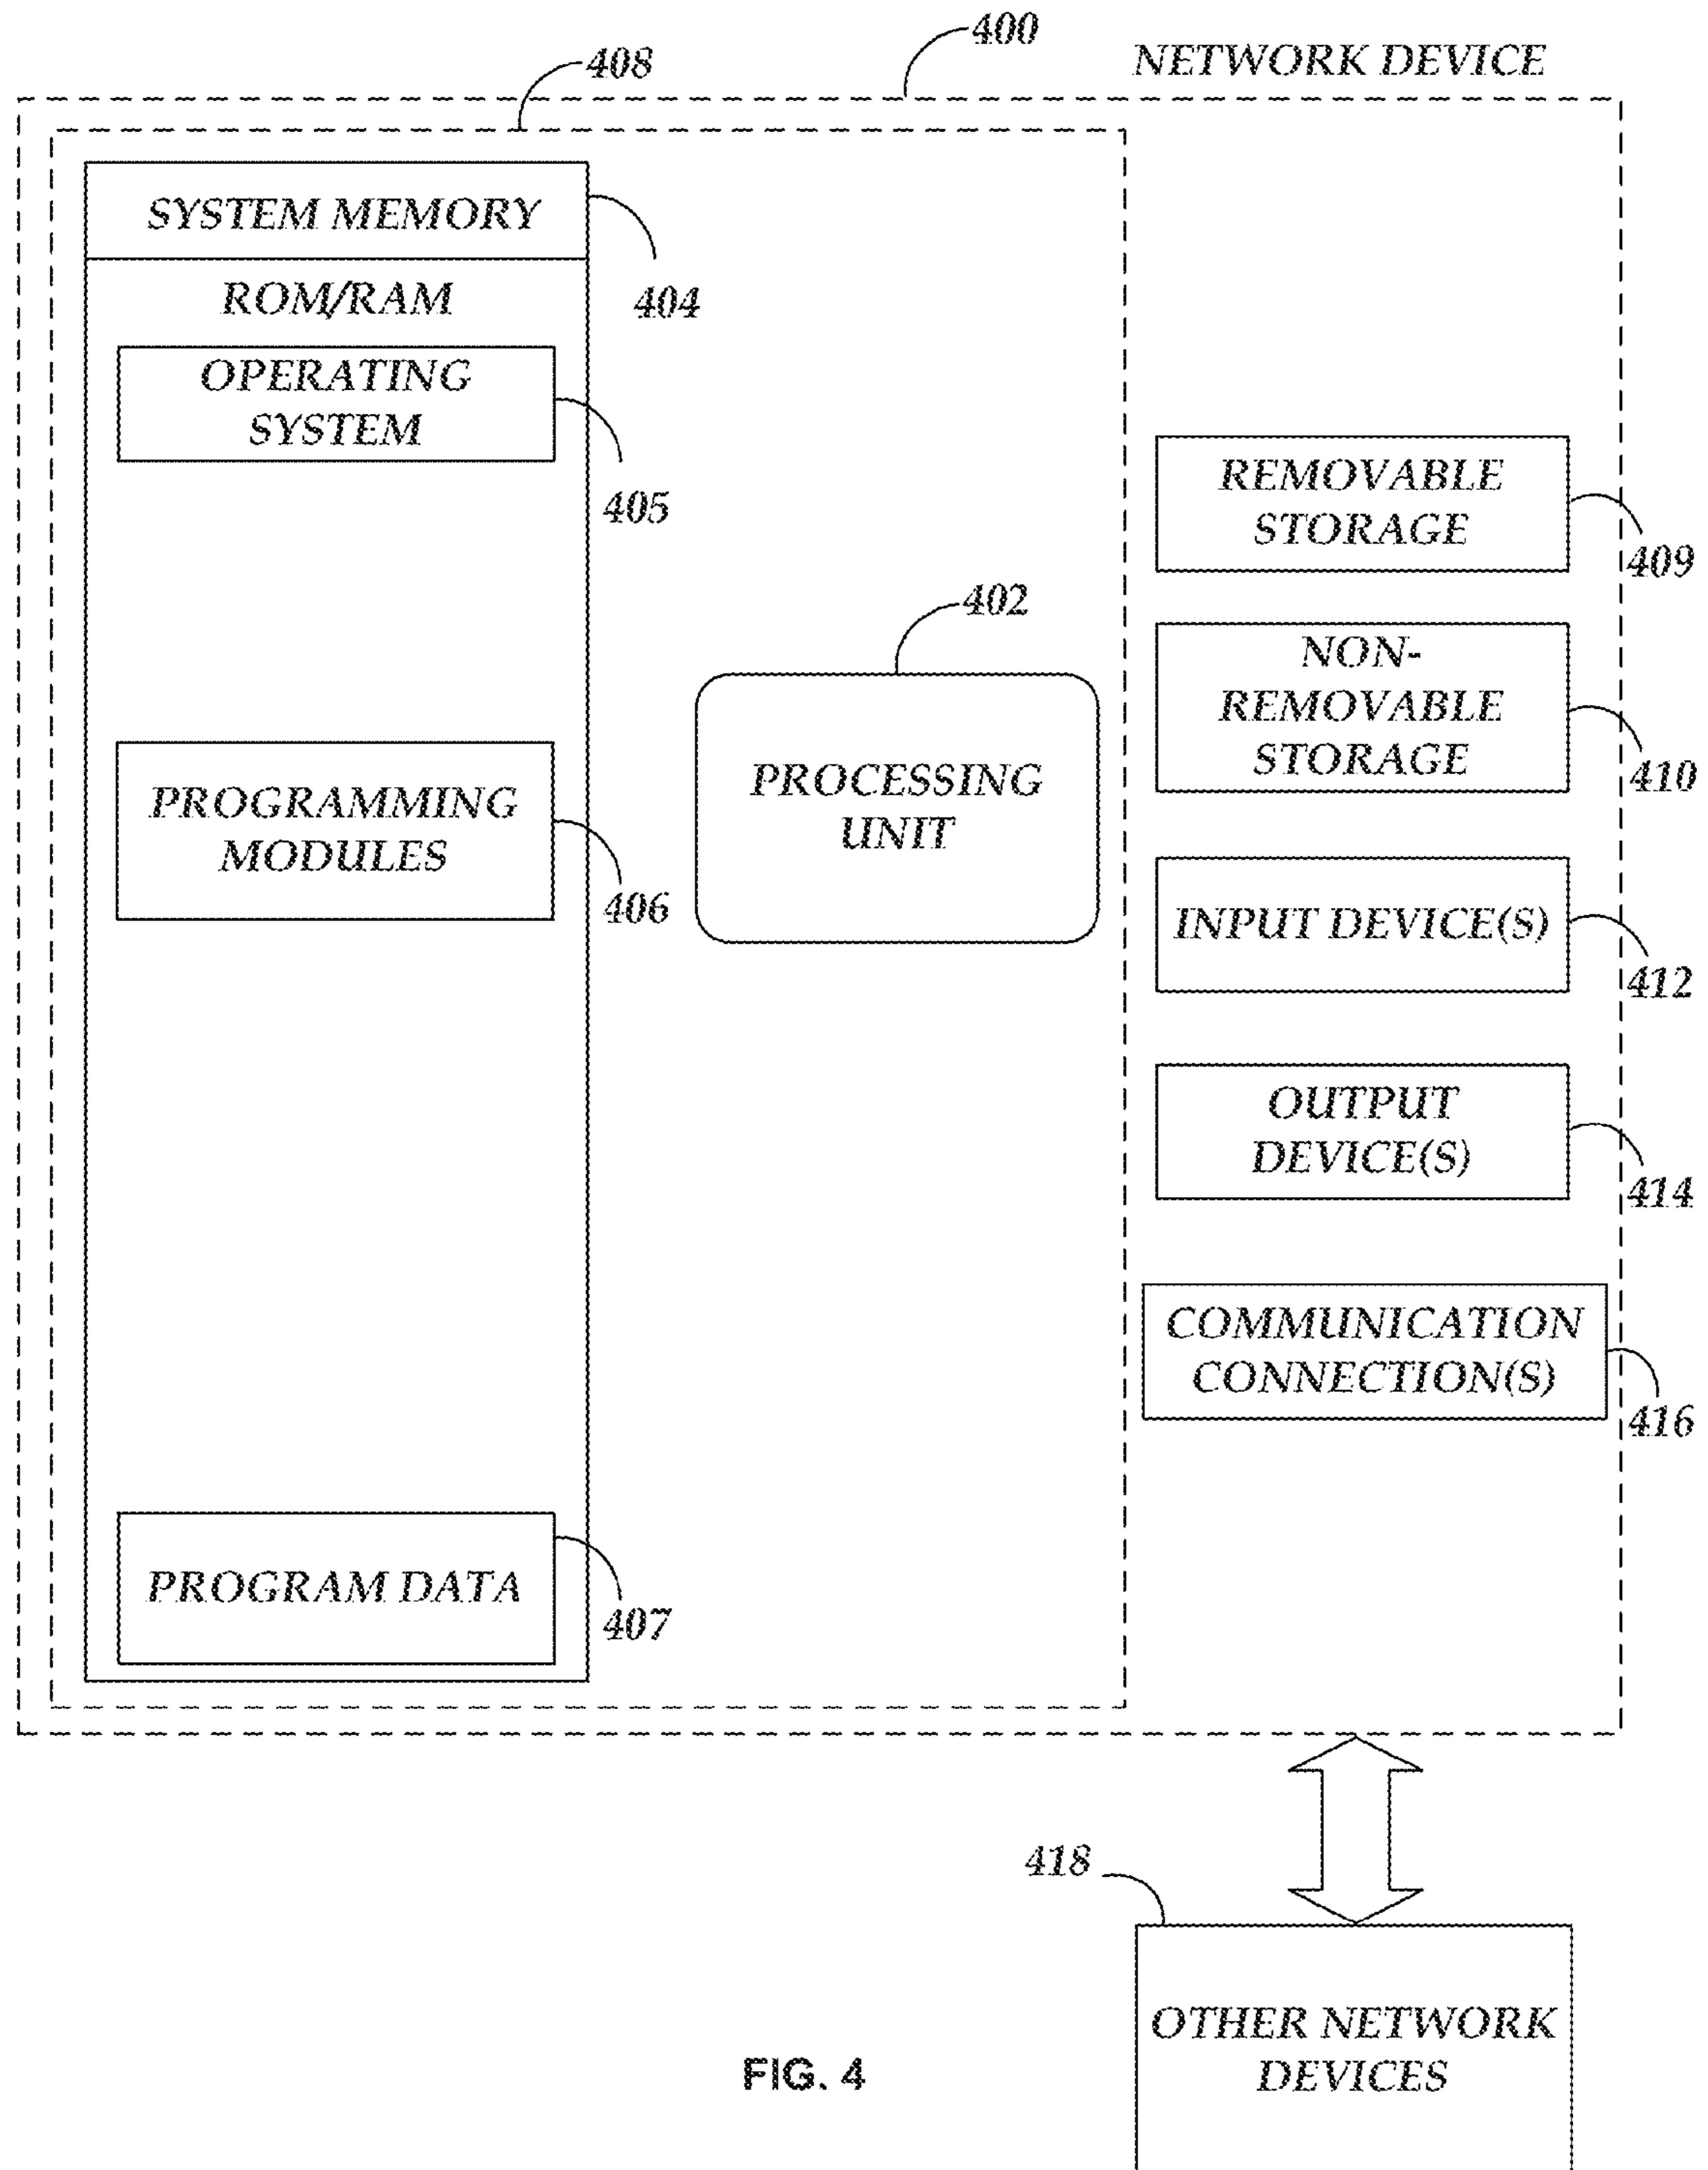 400
NETWORK DEVICE
408
SYSTEM MEMORY
404
ROM/RAM
OPERATING
SYSTEM
405
PROGRAMMING
MODULES
406
PROGRAM DATA
407
402
PROCESSING
UNIT
REMOVABLE
STORAGE
409
NON-
REMOVABLE
STORAGE
410
INPUT DEVICE(S)
412
OUTPUT
DEVICE(S)
414
COMMUNICATION
CONNECTION(S)
416
418
OTHER NETWORK
DEVICES
FIG. 4